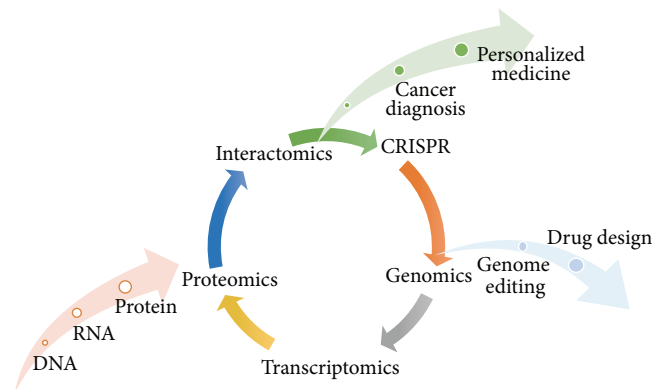 Personalized
medicine
Cancer
diagnosis
Interactomics
CRISPR
Drug design
Genome
editing
Proteomics
Genomics
Protein
RNA
DNA
Transcriptomics